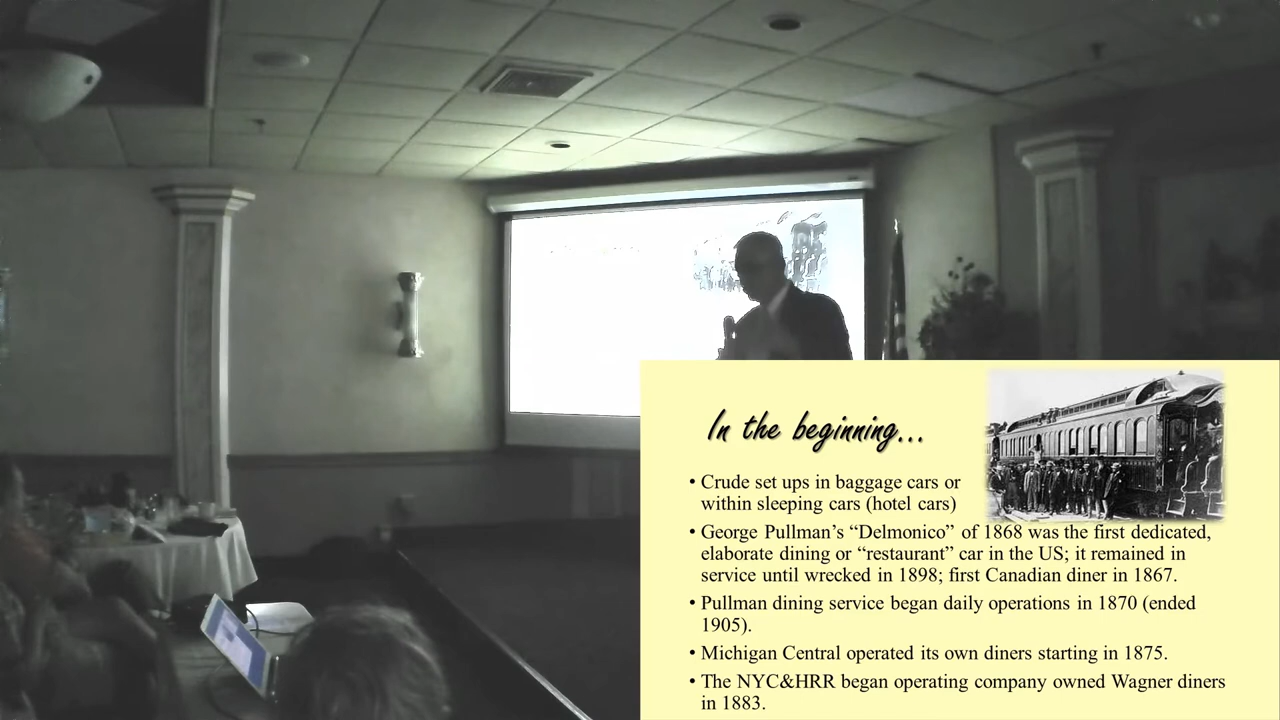 In the beginning...
• Crude set ups in baggage cars or
within sleeping cars (hotel cars)
• George Pullman's “Delmonico” of 1868 was the first dedicated,
elaborate dining or “restaurant” car in the US; it remained in
service until wrecked in 1898; first Canadian diner in 1867.
• Pullman dining service began daily operations in 1870 (ended
1905).
• Michigan Central operated its own diners starting in 1875.
• The NYC&HRR began operating company owned Wagner diners
in 1883.